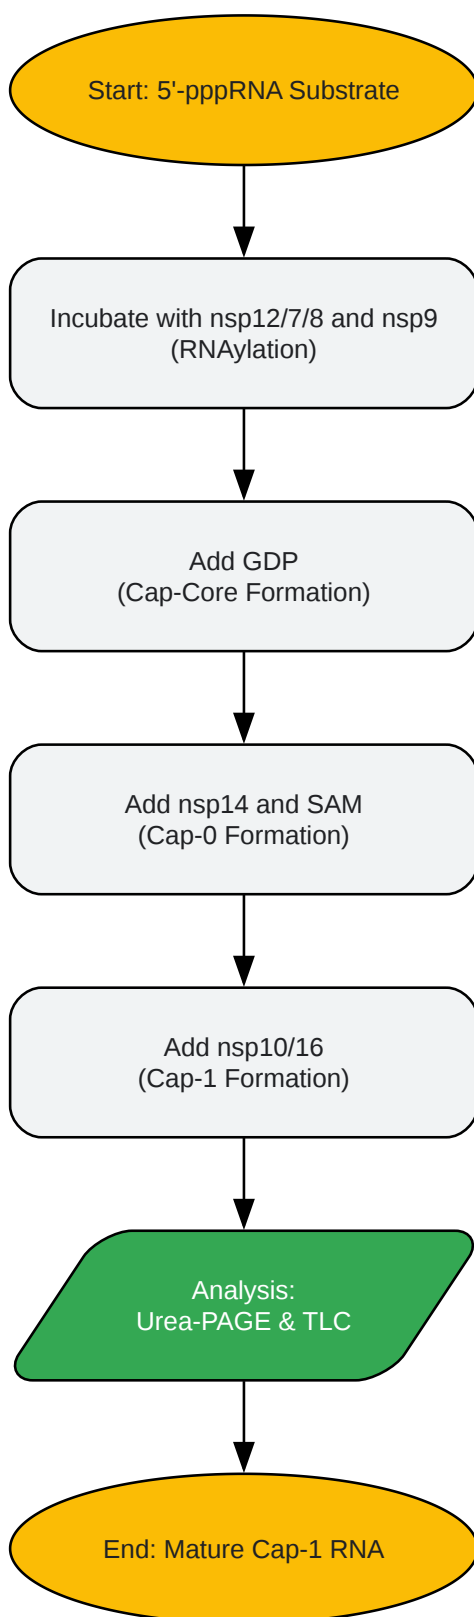 Start: 5'-pppRNA Substrate
Incubate with nsp12/7/8 and nsp9
(RNAylation)
Add GDP
(Cap-Core Formation)
Add nsp14 and SAM
(Cap-0 Formation)
Add nsp10/16
(Cap-1 Formation)
Analysis:
Urea-PAGE & TLC
End: Mature Cap-1 RNA